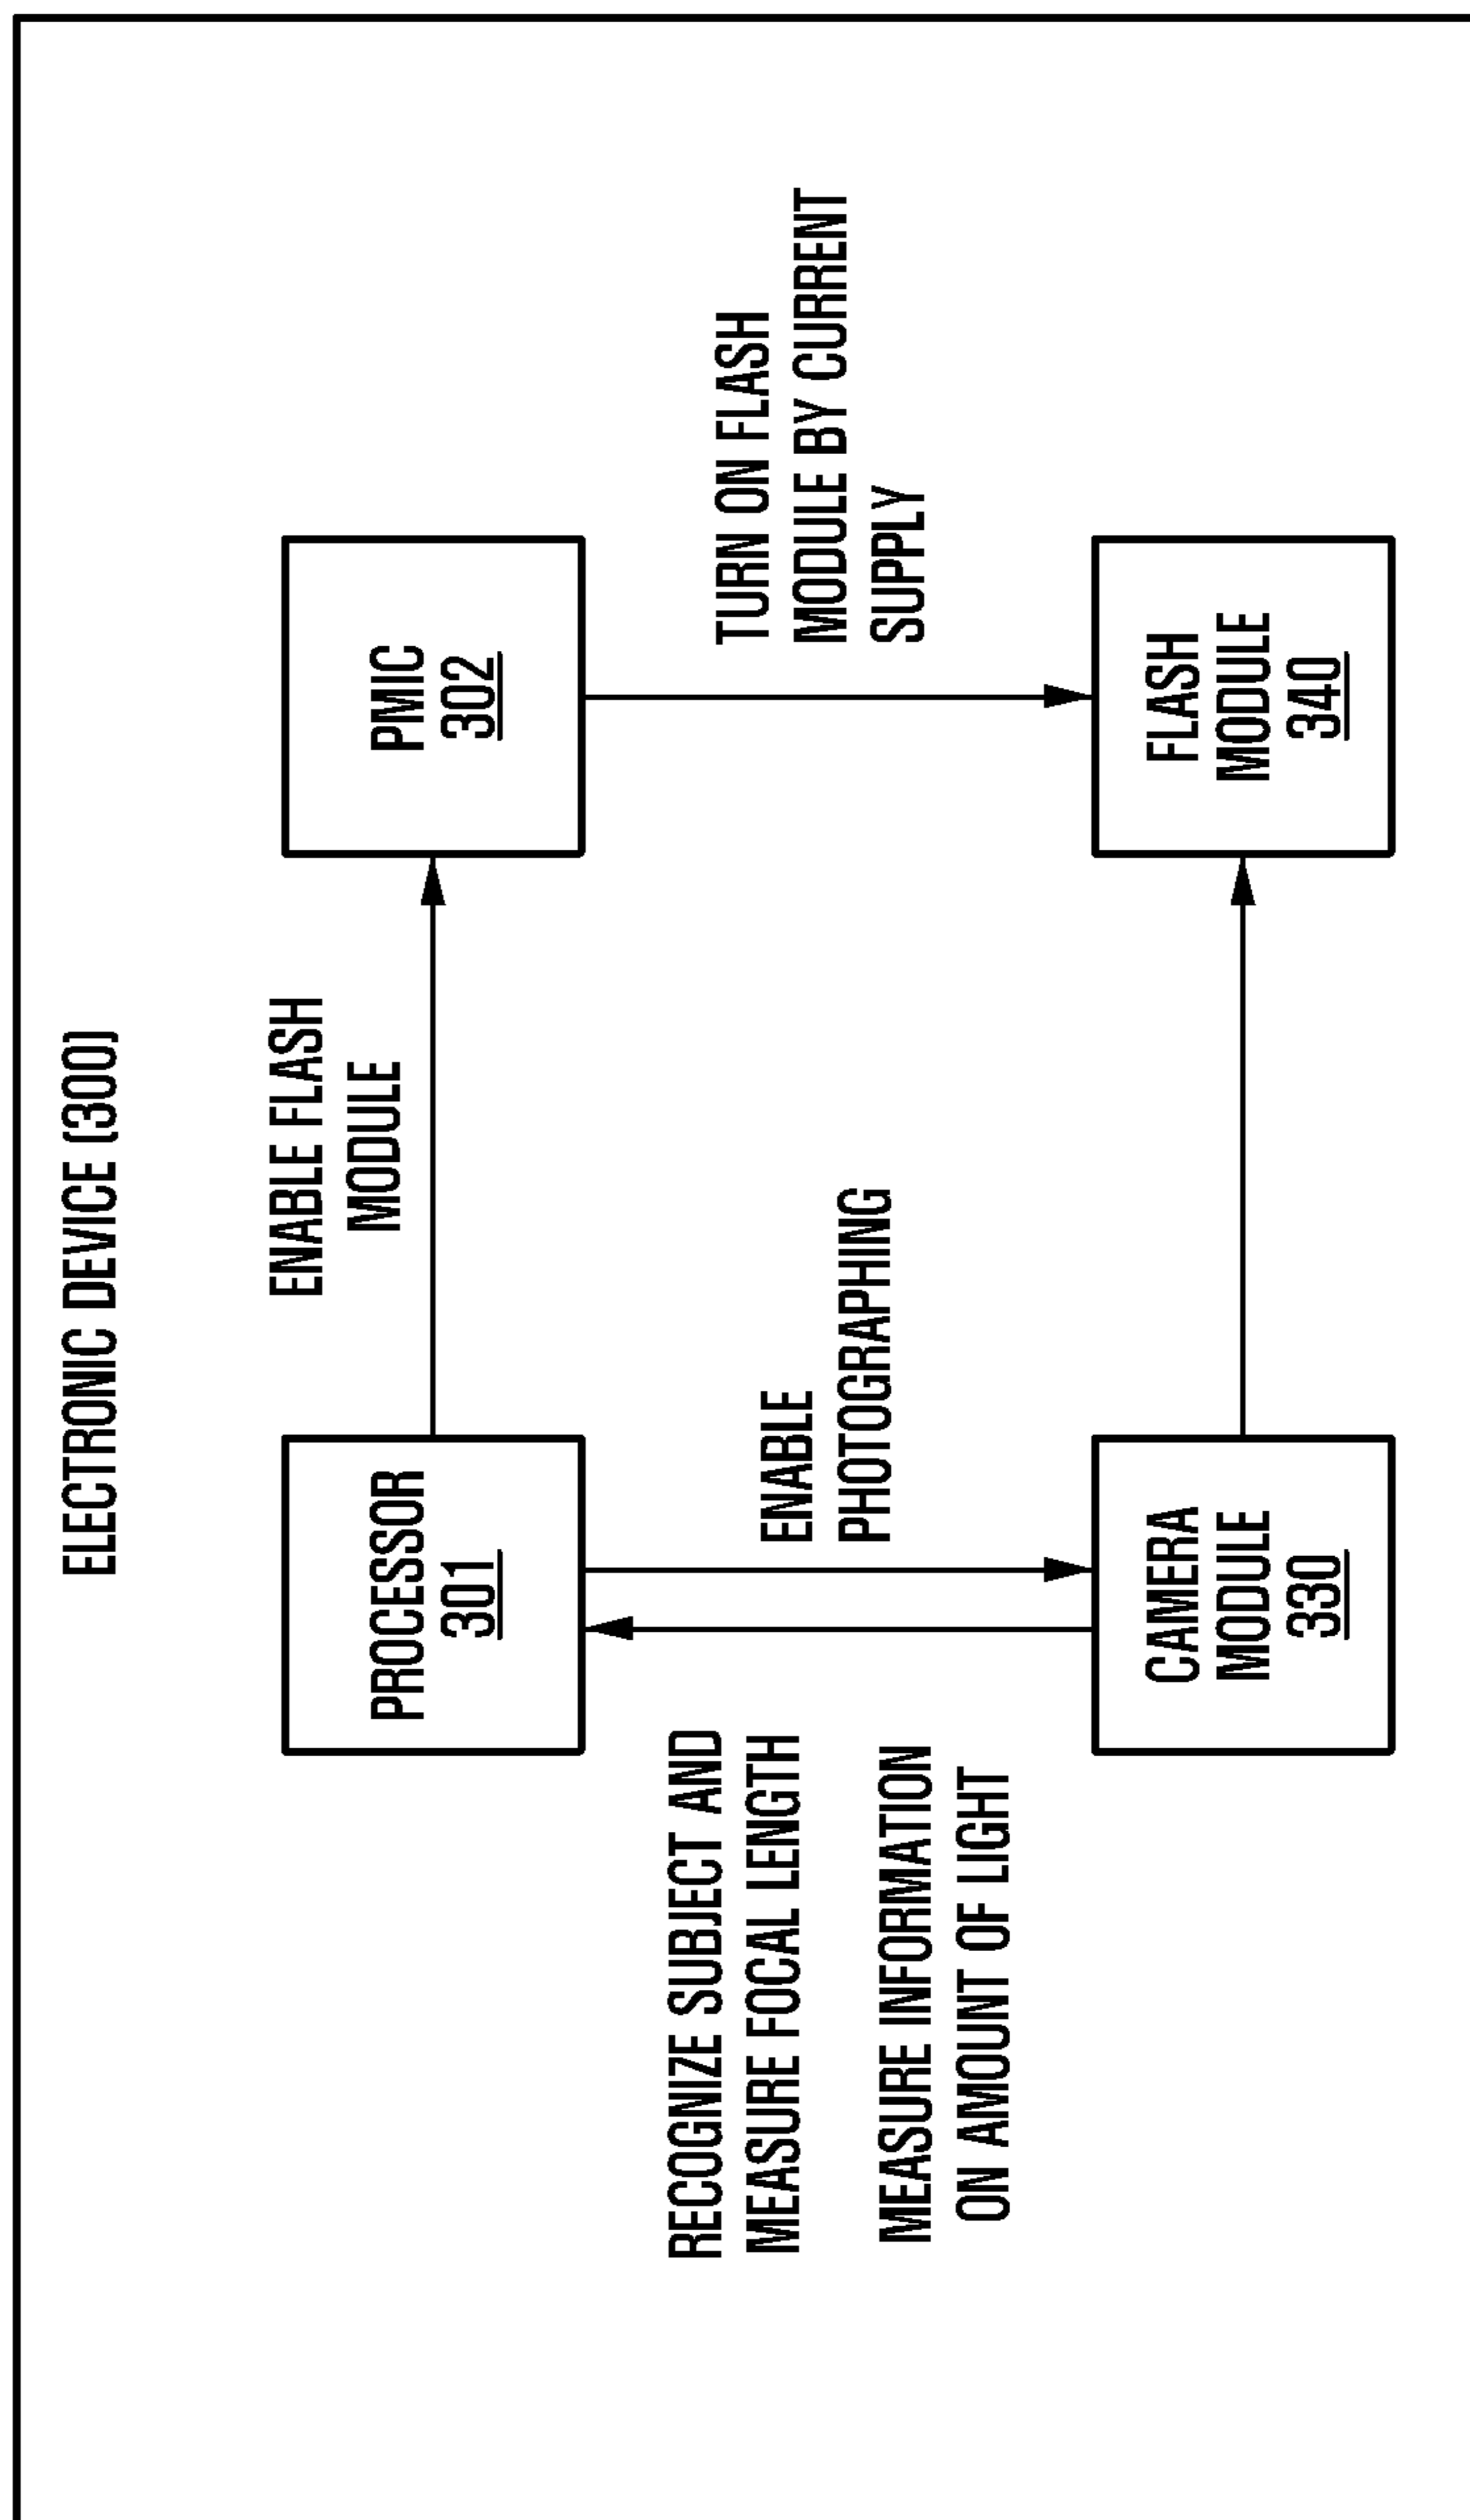 ELECTRONIC DEVICE (300)
ENABLE FLASH
MODULE
PROCESSOR
301
PMIC
302
RECOGNIZE SUBJECT AND
MEASURE FOCAL LENGTH
MEASURE INFORMATION
ON AMOUNT OF LIGHT
ENABLE
PHOTOGRAPHING
TURN ON FLASH
MODULE BY CURRENT
SUPPLY
CAMERA
MODULE
330
FLASH
MODULE
340